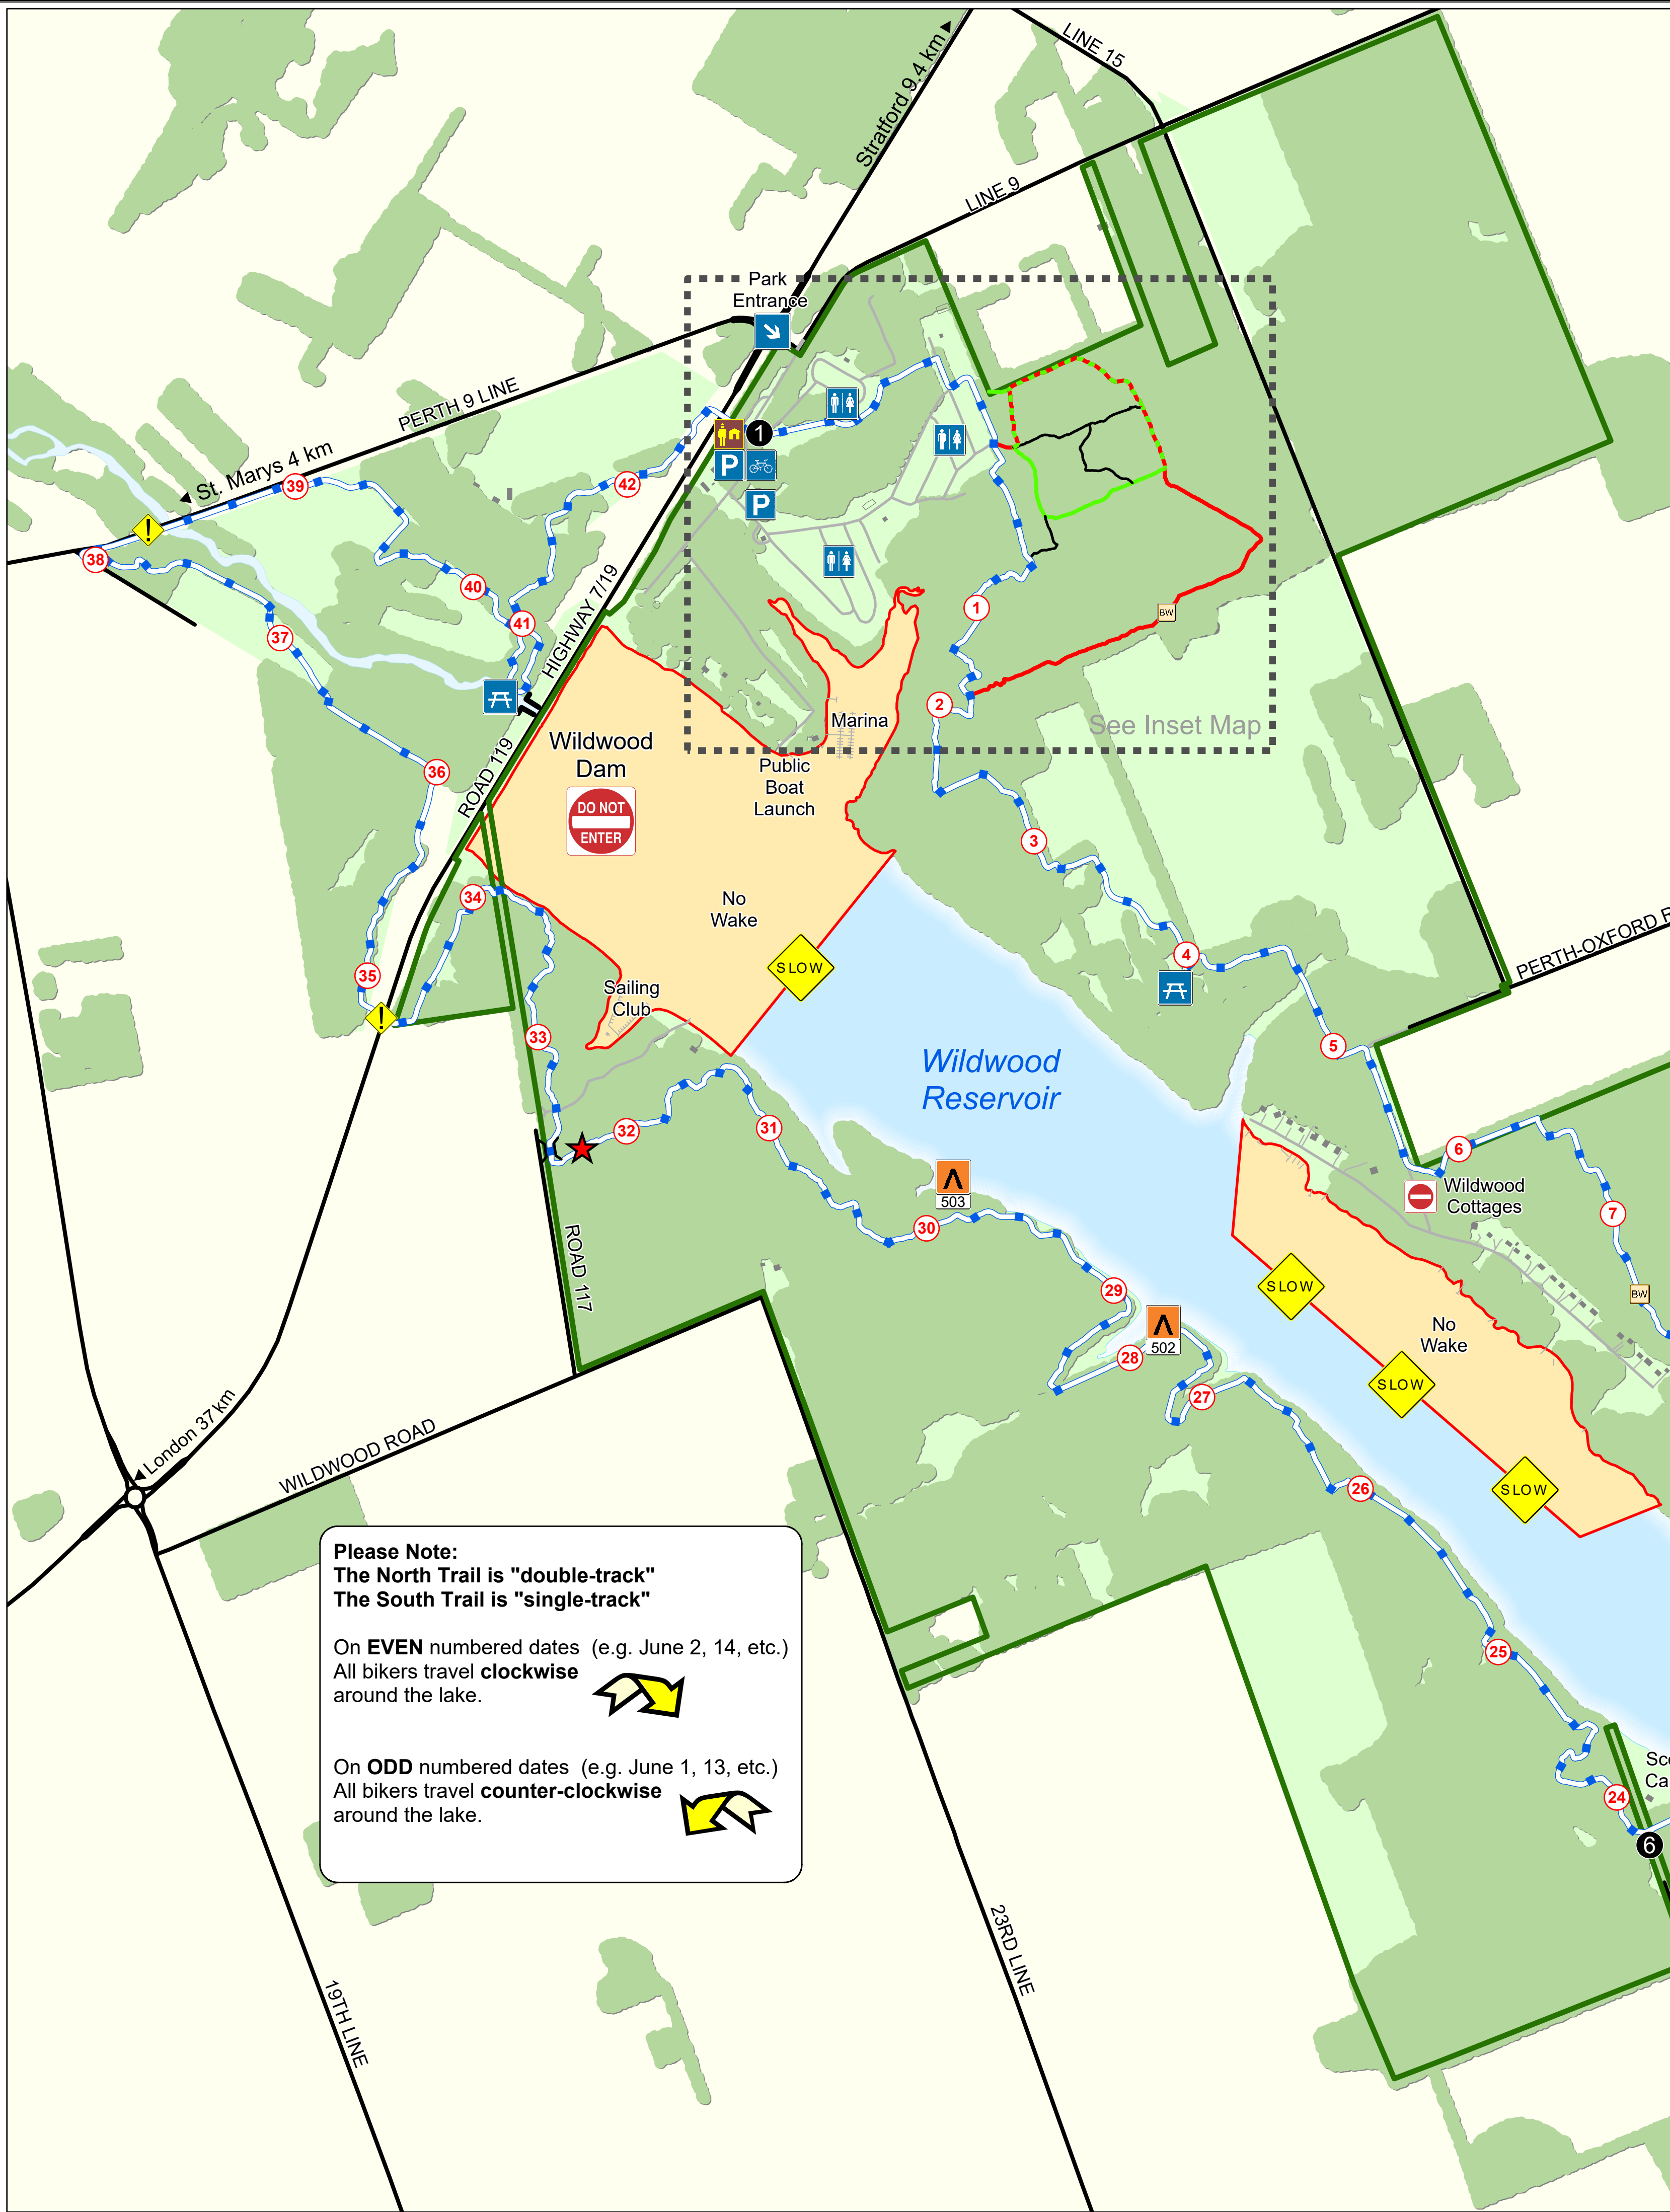 LINE 15
Stratford 9.4 km
LINE 9
Park
Entrance
PERTH 9 LINE
St. Marys 4 km
1
P
P
42
39
38
40
41
37
HIGHWAY 7/19
1
BW
2
Marina
See Inset Map
Wildwood
Dam
DO NOT
ENTER
Public
Boat
Launch
ROAD 119
36
3
34
No
Wake
SLOW
4
35
Sailing
Club
33
PERTH-OXFORD
5
Wildwood
Reservoir
32
31
6
Wildwood
Cottages
7
503
30
ROAD 117
29
SLOW
BW
502
28
No
Wake
27
SLOW
London 37 km
WILDWOOD ROAD
26
SLOW
Please Note:
The North Trail is "double-track"
The South Trail is "single-track"
On EVEN numbered dates (e.g. June 2, 14, etc.)
All bikers travel clockwise
around the lake.
On ODD numbered dates (e.g. June 1, 13, etc.)
All bikers travel counter-clockwise
around the lake.
25
24
6
23RD LINE
19TH LINE